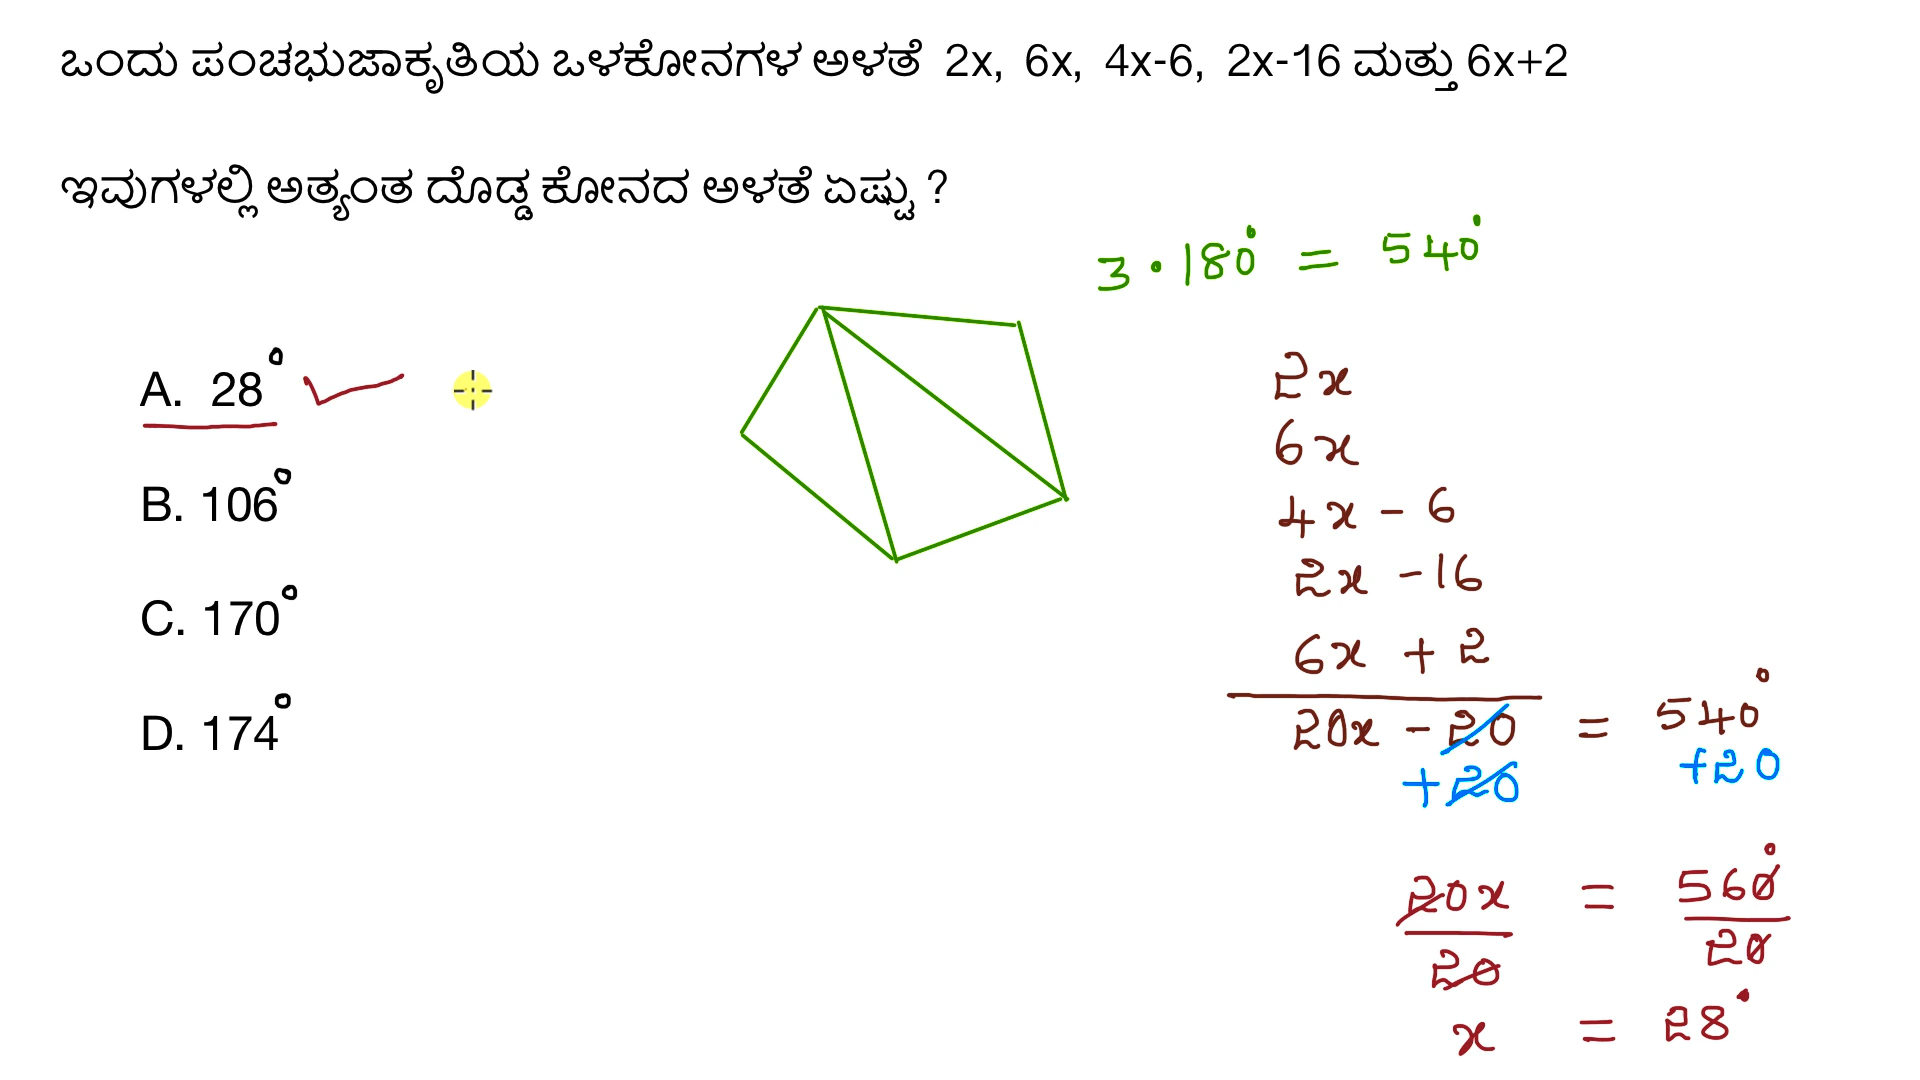 ಒಂದು ಪಂಚಭುಜಾಕೃತಿಯ ಒಳಕೋನಗಳ ಅಳತೆ 2x, 6x, 4x-6, 2x-16 ಮತ್ತು 6x+2
ಇವುಗಳಲ್ಲಿ ಅತ್ಯಂತ ದೊಡ್ಡ ಕೋನದ ಅಳತೆ ಏಷ್ಟು ?
3 · 180° = 540°
A. 28°
B. 106°
C. 170°
D. 174°
2x
6x
4x - 6
2x - 16
6x + 2
20x - 20 = 540°
+20 +20
20x = 560°
20 20
x = 28°